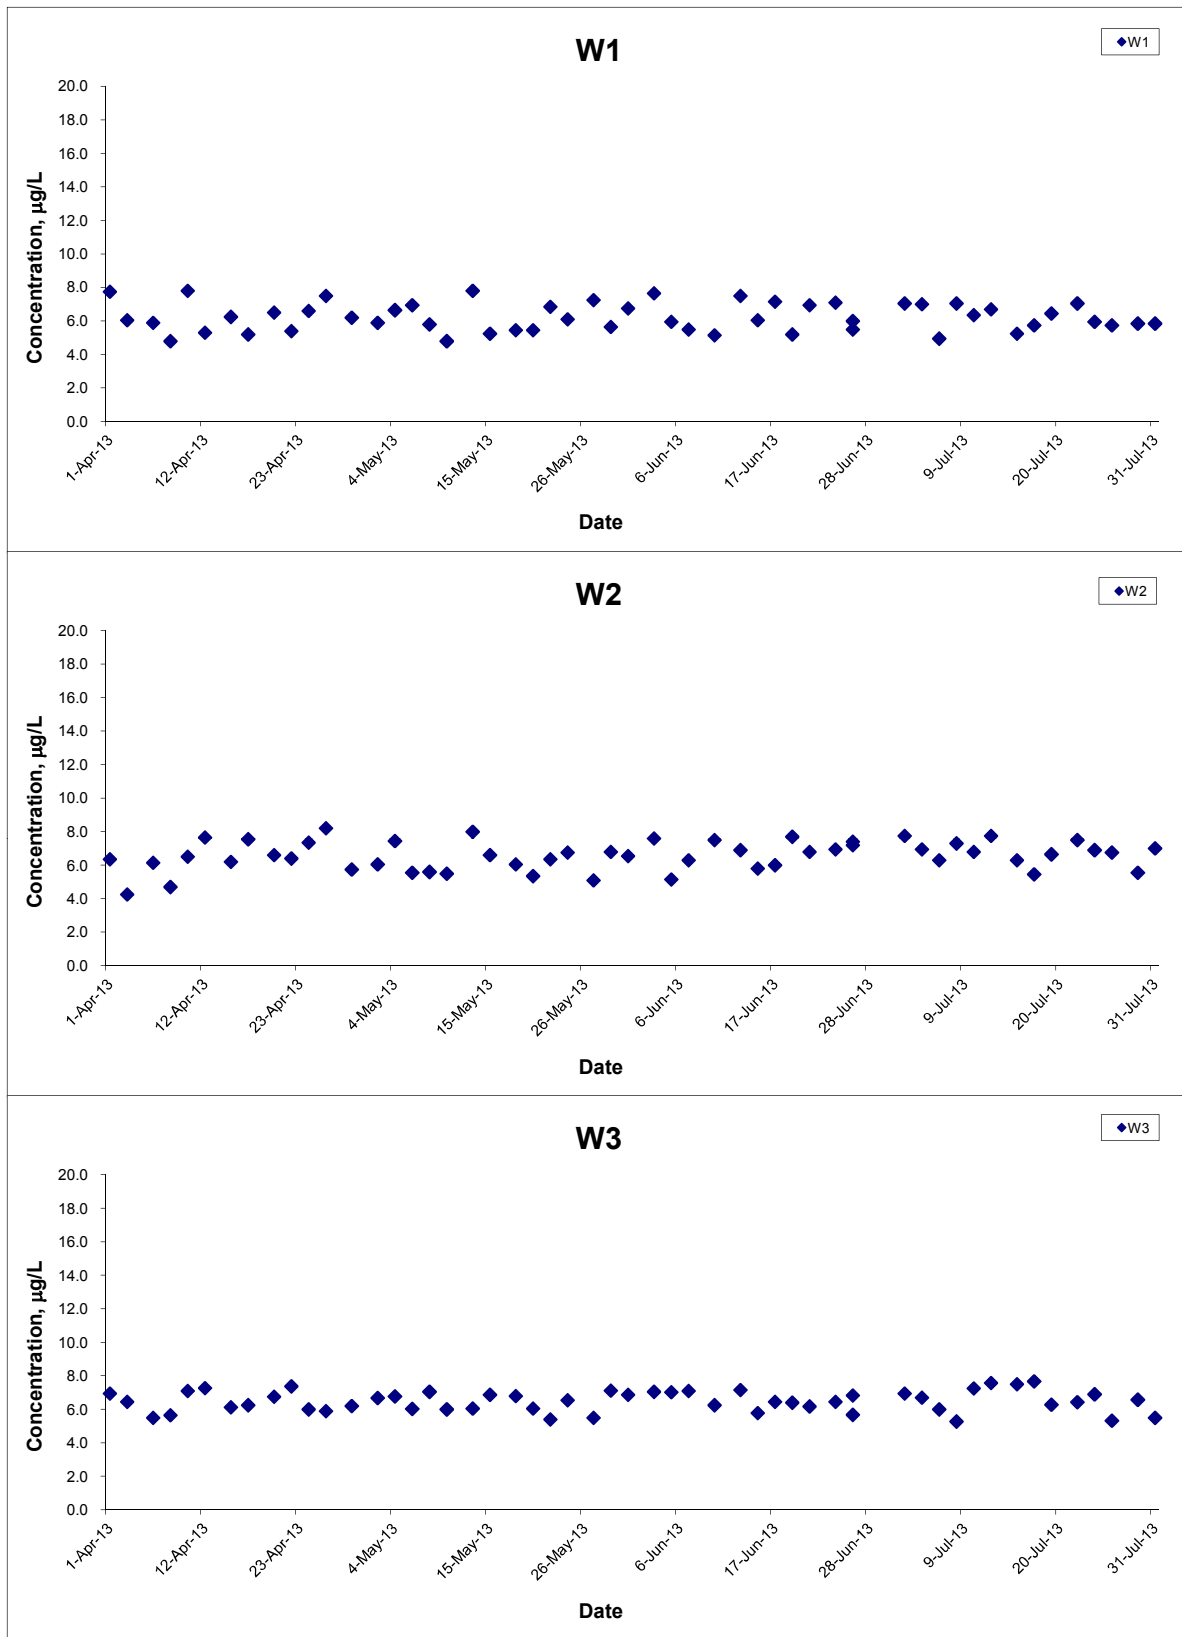 W1
W1
20.0
18.0
16.0
14.0
12.0
10.0
8.0
6.0
4.0
2.0
0.0
Concentration, µg/L
1-Apr-13 12-Apr-13 23-Apr-13 4-May-13 15-May-13 26-May-13 6-Jun-13 17-Jun-13 28-Jun-13 9-Jul-13 20-Jul-13 31-Jul-13
Date
W2
W2
20.0
18.0
16.0
14.0
12.0
10.0
8.0
6.0
4.0
2.0
0.0
Concentration, µg/L
1-Apr-13 12-Apr-13 23-Apr-13 4-May-13 15-May-13 26-May-13 6-Jun-13 17-Jun-13 28-Jun-13 9-Jul-13 20-Jul-13 31-Jul-13
Date
W3
W3
20.0
18.0
16.0
14.0
12.0
10.0
8.0
6.0
4.0
2.0
0.0
Concentration, µg/L
1-Apr-13 12-Apr-13 23-Apr-13 4-May-13 15-May-13 26-May-13 6-Jun-13 17-Jun-13 28-Jun-13 9-Jul-13 20-Jul-13 31-Jul-13
Date